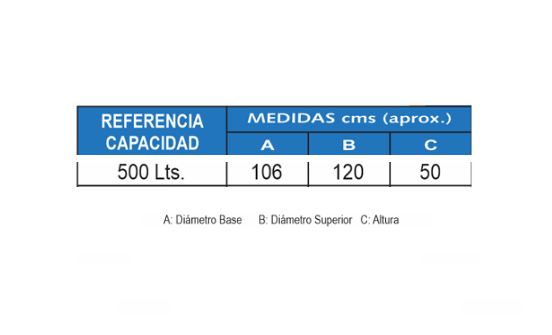 REFERENCIA CAPACIDAD MEDIDAS cms (aprox.)
A B C
500 Lts. 106 120 50
A: Diámetro Base B: Diámetro Superior C: Altura